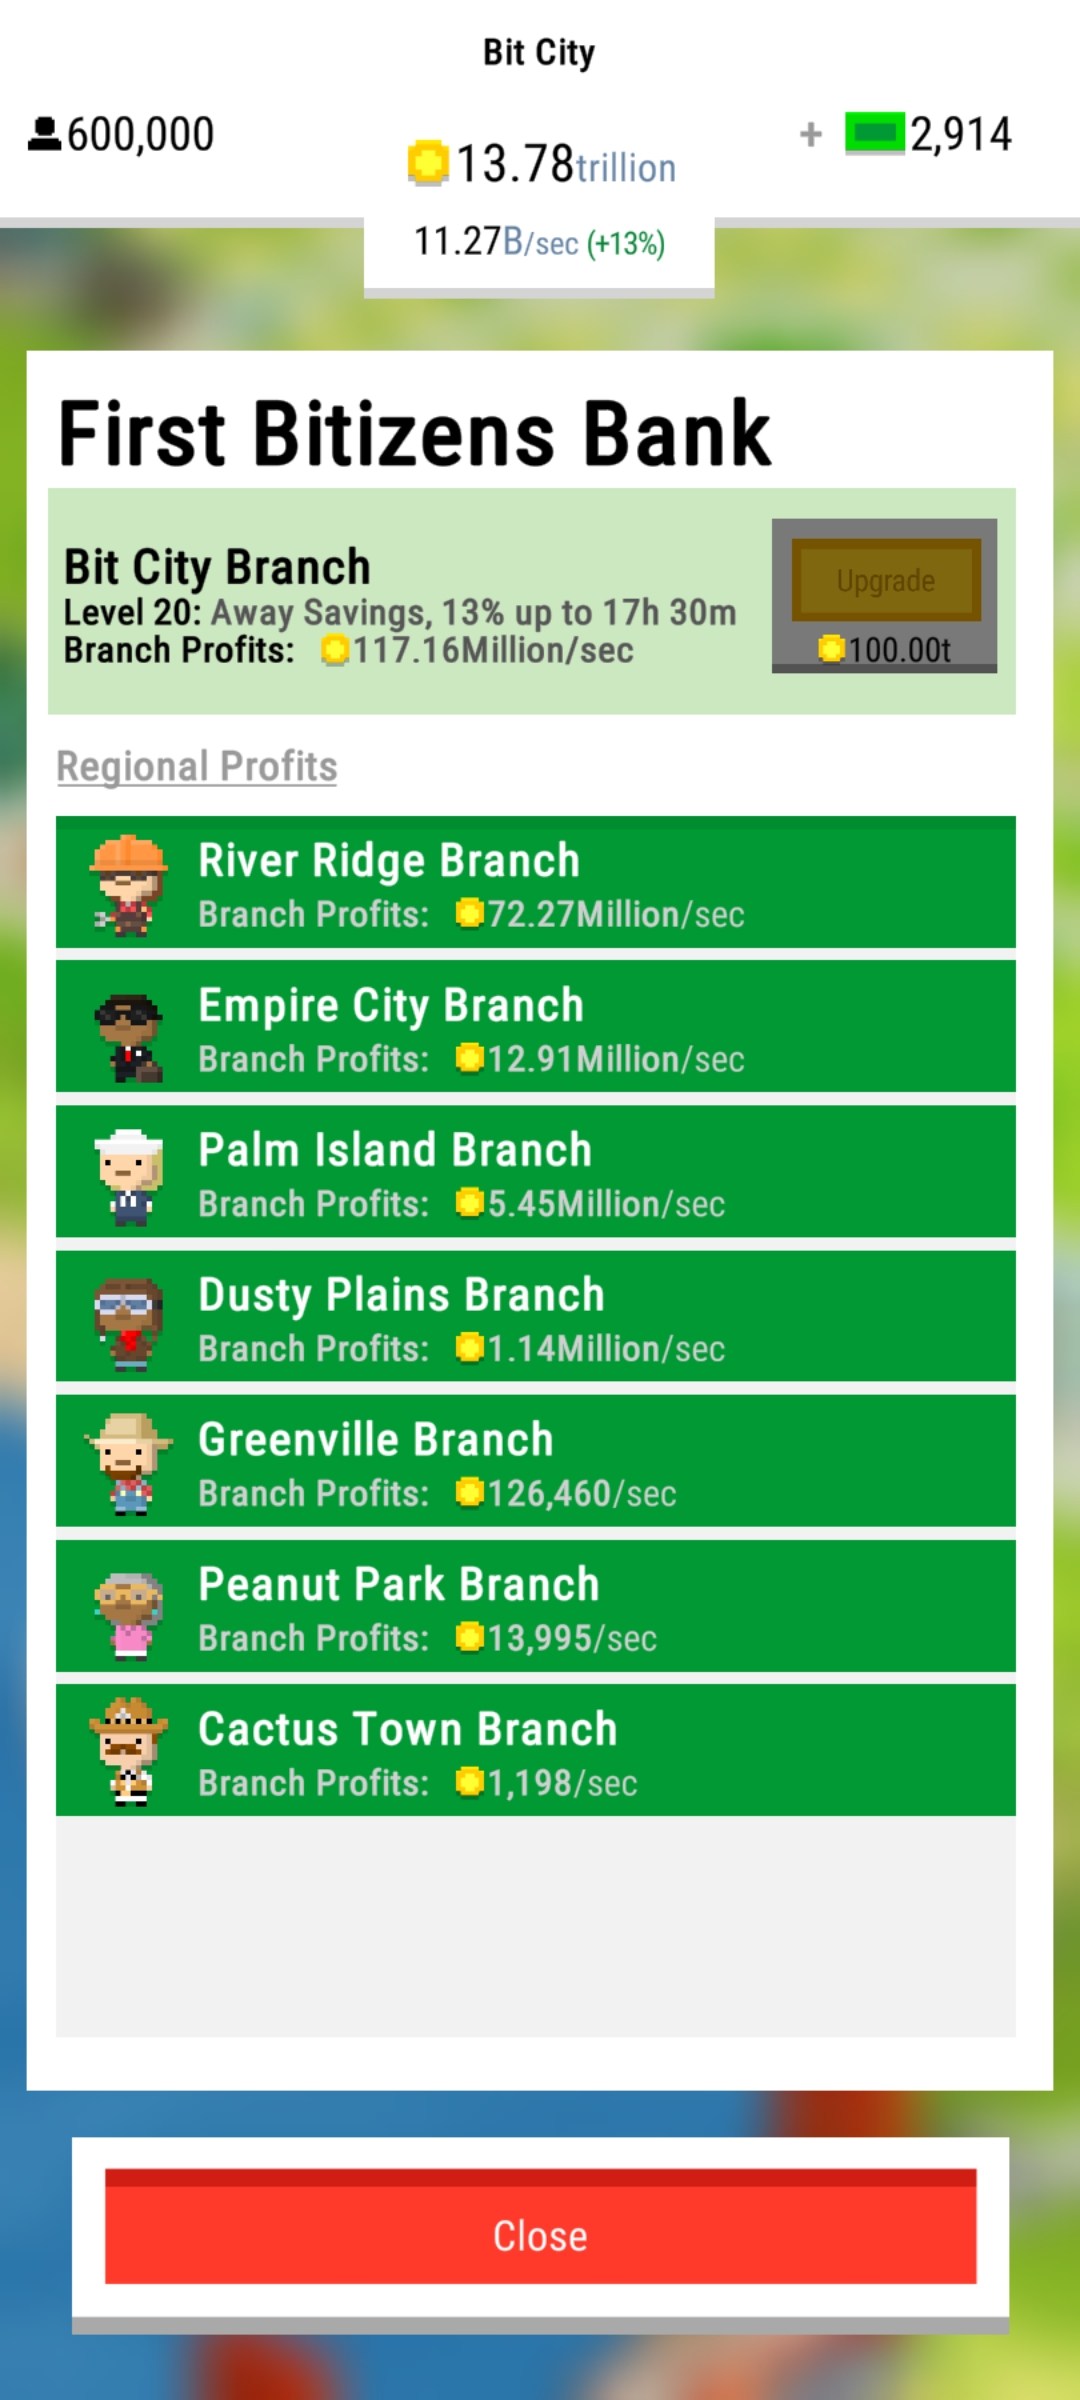 Bit City
600,000
13.78trillion
+ 2,914
11.27B/sec (+13%)
First Bitizens Bank
Bit City Branch
Level 20: Away Savings, 13% up to 17h 30m
Branch Profits: 117.16Million/sec
Upgrade
100.00t
Regional Profits
River Ridge Branch
Branch Profits: 72.27Million/sec
Empire City Branch
Branch Profits: 12.91Million/sec
Palm Island Branch
Branch Profits: 5.45Million/sec
Dusty Plains Branch
Branch Profits: 1.14Million/sec
Greenville Branch
Branch Profits: 126,460/sec
Peanut Park Branch
Branch Profits: 13,995/sec
Cactus Town Branch
Branch Profits: 1,198/sec
Close